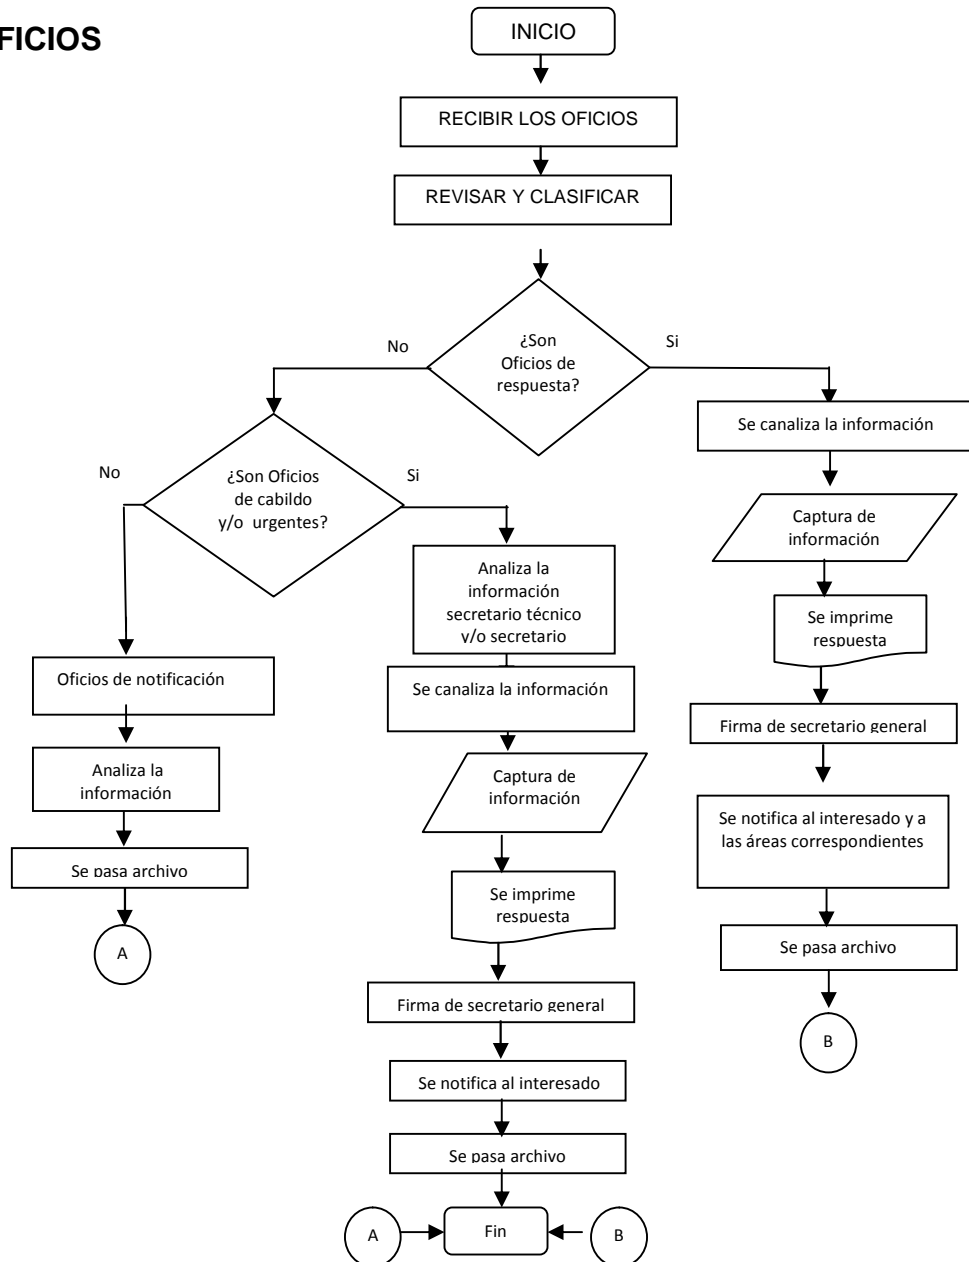 FICIOS
INICIO
RECIBIR LOS OFICIOS
REVISAR Y CLASIFICAR
¿Son
Oficios de
respuesta?
No
Si
¿Son Oficios
de cabildo
y/o urgentes?
No
Si
Oficios de notificación
Analiza la
información
Se pasa archivo
A
Analiza la
información
secretario técnico
y/o secretario
Se canaliza la información
Captura de
información
Se imprime
respuesta
Firma de secretario general
Se notifica al interesado
Se pasa archivo
Se canaliza la información
Captura de
información
Se imprime
respuesta
Firma de secretario general
Se notifica al interesado y a
las áreas correspondientes
Se pasa archivo
B
A
Fin
B